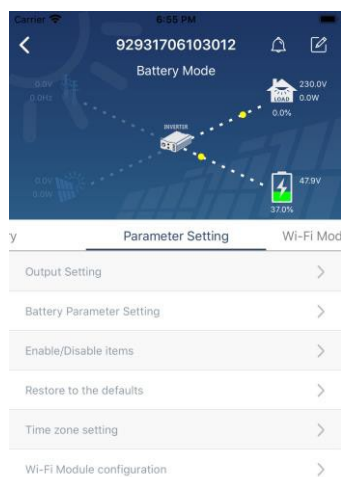 Carrier 6:55 PM
92931706103012
Battery Mode
0.0V
0.0Hz
230.0V
LOAD 0.0W
0.0%
INVERTER
0.0V
0.0W
47.9V
37.0%
y Parameter Setting Wi-Fi Mod
Output Setting
Battery Parameter Setting
Enable/Disable items
Restore to the defaults
Time zone setting
Wi-Fi Module configuration